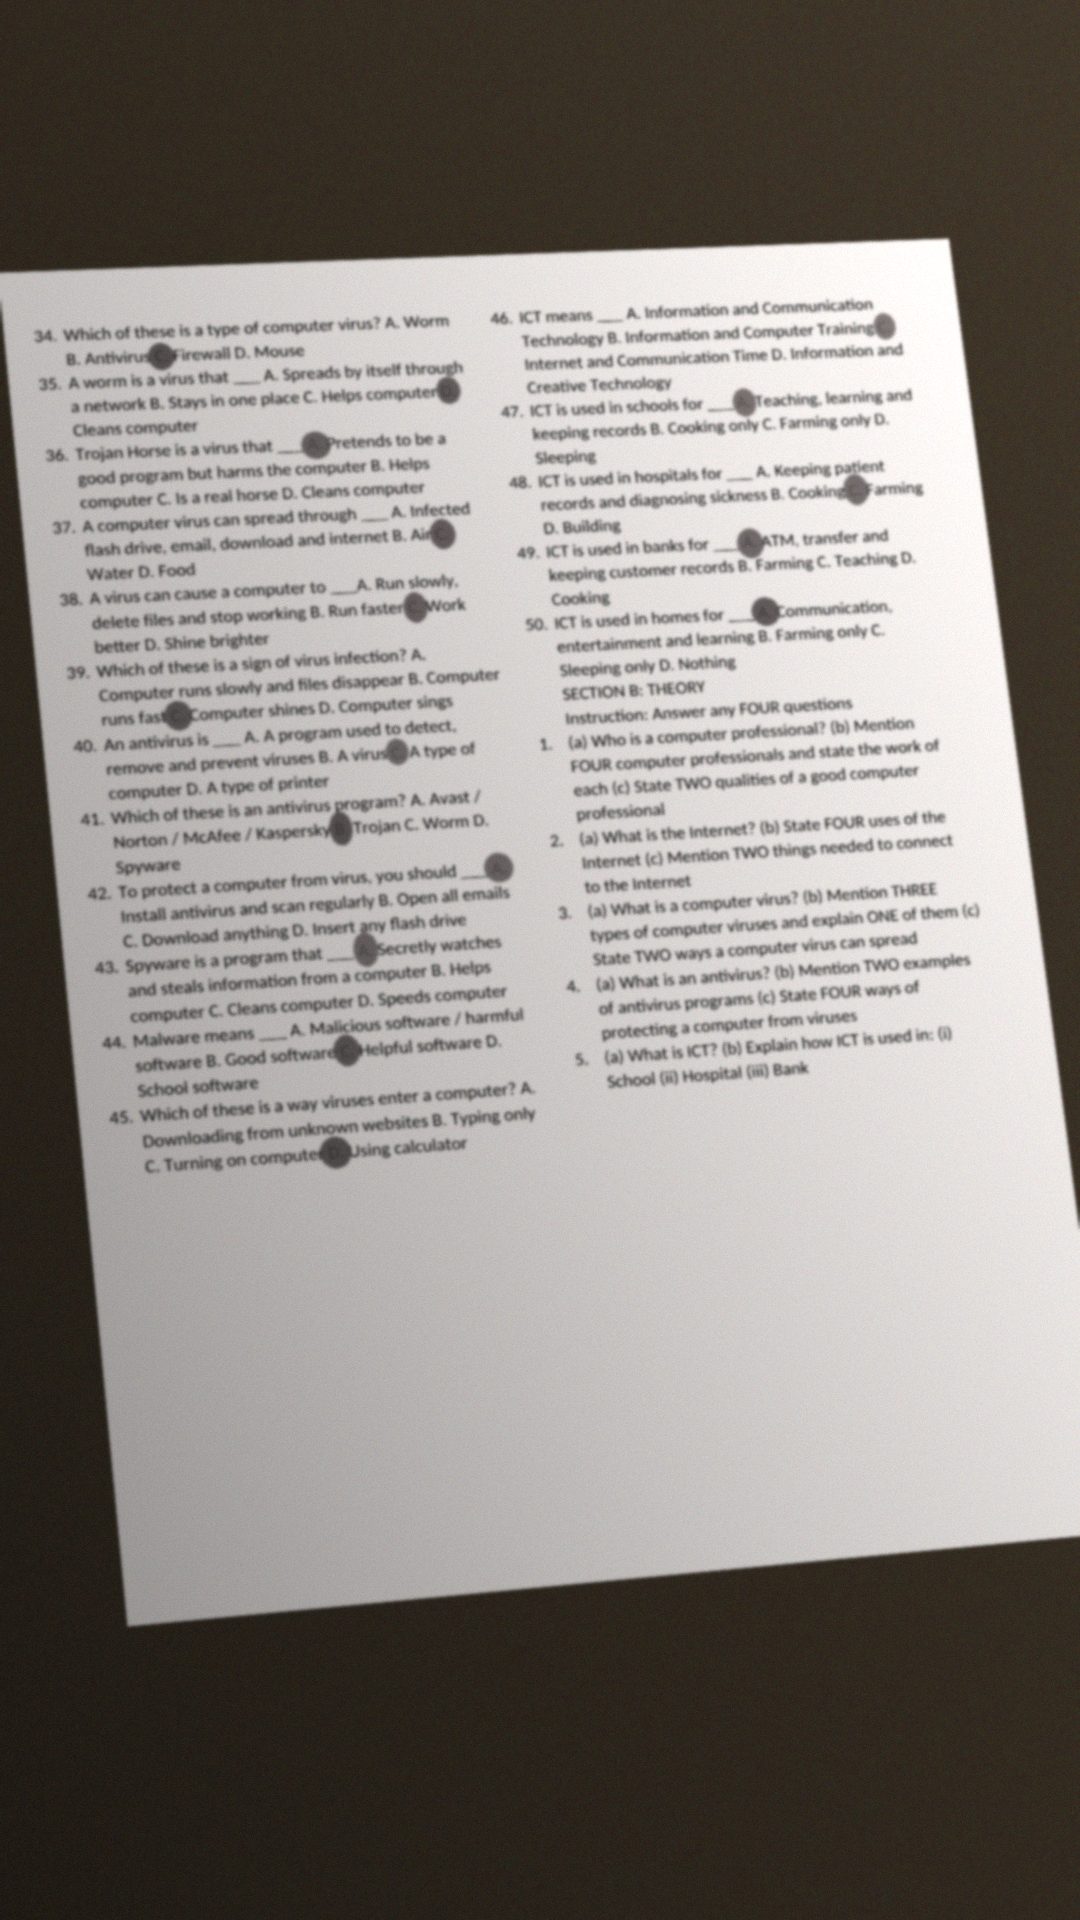 34. Which of these is a type of computer virus? A. Worm
B. Antivirus C. Firewall D. Mouse
35. A worm is a virus that ___ A. Spreads by itself through
a network B. Stays in one place C. Helps computer
Cleans computer
36. Trojan Horse is a virus that ___ A. Pretends to be a
good program but harms the computer B. Helps
computer C. Is a real horse D. Cleans computer
37. A computer virus can spread through ___ A. Infected
flash drive, email, download and internet B. Air C.
Water D. Food
38. A virus can cause a computer to ___A. Run slowly,
delete files and stop working B. Run faster C. Work
better D. Shine brighter
39. Which of these is a sign of virus infection? A.
Computer runs slowly and files disappear B. Computer
runs fast C. Computer shines D. Computer sings
40. An antivirus is ___ A. A program used to detect,
remove and prevent viruses B. A virus A type of
computer D. A type of printer
41. Which of these is an antivirus program? A. Avast /
Norton / McAfee / Kaspersky Trojan C. Worm D.
Spyware
42. To protect a computer from virus, you should ___
Install antivirus and scan regularly B. Open all emails
C. Download anything D. Insert any flash drive
43. Spyware is a program that ___ A. Secretly watches
and steals information from a computer B. Helps
computer C. Cleans computer D. Speeds computer
44. Malware means ___ A. Malicious software / harmful
software B. Good software C. Helpful software D.
School software
45. Which of these is a way viruses enter a computer? A.
Downloading from unknown websites B. Typing only
C. Turning on computer D. Using calculator
46. ICT means ___ A. Information and Communication
Technology B. Information and Computer Training
Internet and Communication Time D. Information and
Creative Technology
47. ICT is used in schools for ___ Teaching, learning and
keeping records B. Cooking only C. Farming only D.
Sleeping
48. ICT is used in hospitals for ___ A. Keeping patient
records and diagnosing sickness B. Cooking Farming
D. Building
49. ICT is used in banks for ___ A. ATM, transfer and
keeping customer records B. Farming C. Teaching D.
Cooking
50. ICT is used in homes for ___ A. Communication,
entertainment and learning B. Farming only C.
Sleeping only D. Nothing
SECTION B: THEORY
Instruction: Answer any FOUR questions
1. (a) Who is a computer professional? (b) Mention
FOUR computer professionals and state the work of
each (c) State TWO qualities of a good computer
professional
2. (a) What is the Internet? (b) State FOUR uses of the
Internet (c) Mention TWO things needed to connect
to the Internet
3. (a) What is a computer virus? (b) Mention THREE
types of computer viruses and explain ONE of them (c)
State TWO ways a computer virus can spread
4. (a) What is an antivirus? (b) Mention TWO examples
of antivirus programs (c) State FOUR ways of
protecting a computer from viruses
5. (a) What is ICT? (b) Explain how ICT is used in: (i)
School (ii) Hospital (iii) Bank